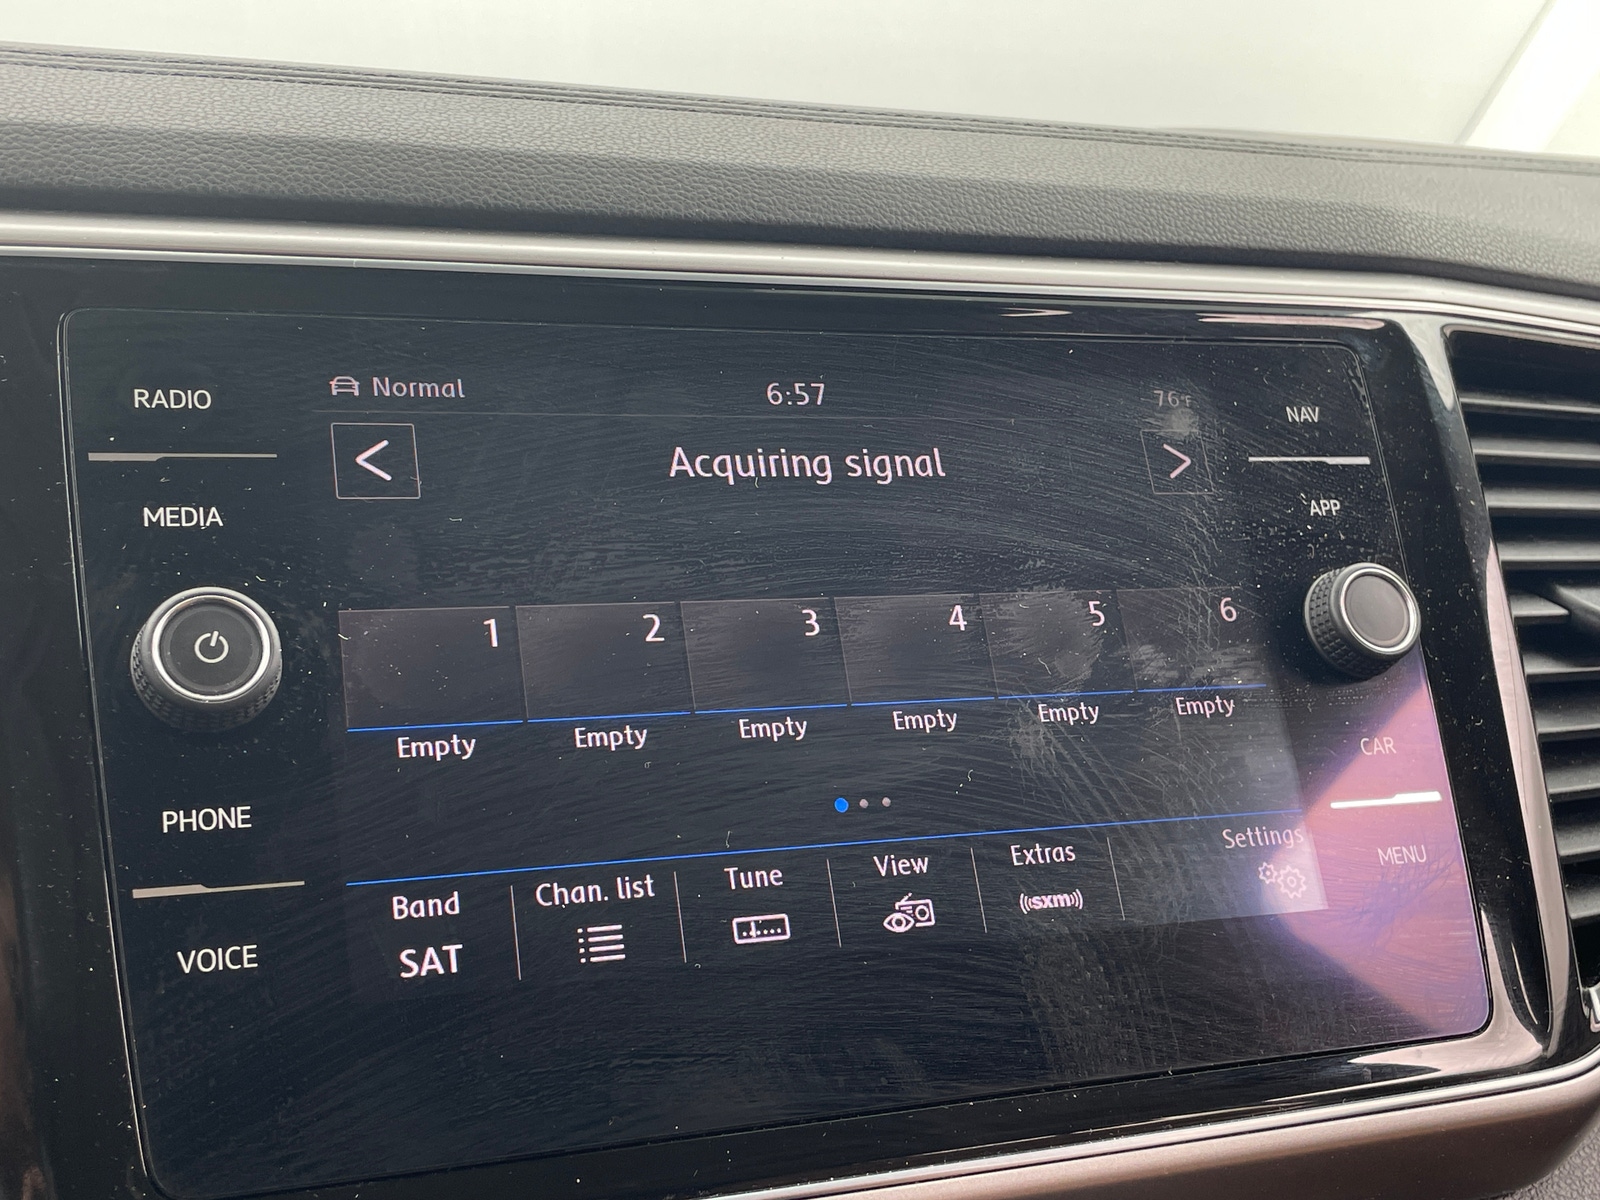 RADIO
MEDIA
PHONE
VOICE
Normal
6:57
76°F
Acquiring signal
1
2
3
4
5
6
Empty
Empty
Empty
Empty
Empty
Empty
Band
SAT
Chan. list
Tune
View
Extras
((sxm))
Settings
NAV
APP
CAR
MENU